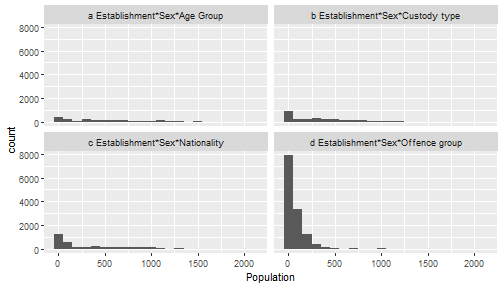 a Establishment*Sex*Age Group
b Establishment*Sex*Custody type
8000
6000
4000
2000
0
c Establishment*Sex*Nationality
d Establishment*Sex*Offence group
8000
6000
4000
2000
0
count
0 500 1000 1500 2000
0 500 1000 1500 2000
Population